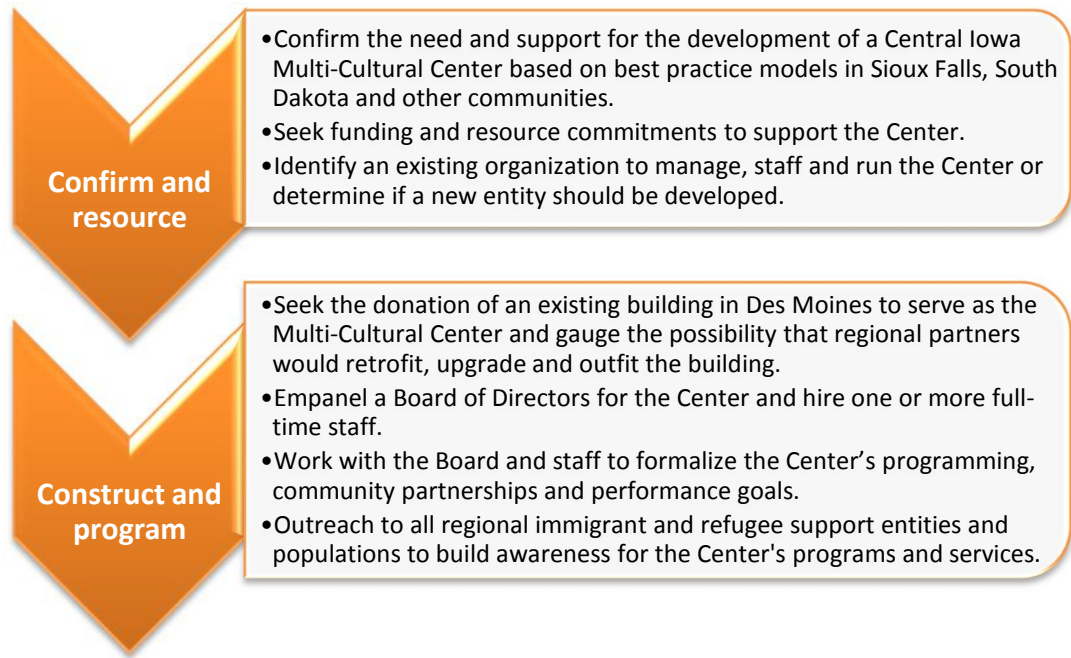 Confirm and
resource
•Confirm the need and support for the development of a Central Iowa
Multi-Cultural Center based on best practice models in Sioux Falls, South
Dakota and other communities.
•Seek funding and resource commitments to support the Center.
•Identify an existing organization to manage, staff and run the Center or
determine if a new entity should be developed.
Construct and
program
•Seek the donation of an existing building in Des Moines to serve as the
Multi-Cultural Center and gauge the possibility that regional partners
would retrofit, upgrade and outfit the building.
•Empanel a Board of Directors for the Center and hire one or more full-
time staff.
•Work with the Board and staff to formalize the Center’s programming,
community partnerships and performance goals.
•Outreach to all regional immigrant and refugee support entities and
populations to build awareness for the Center's programs and services.